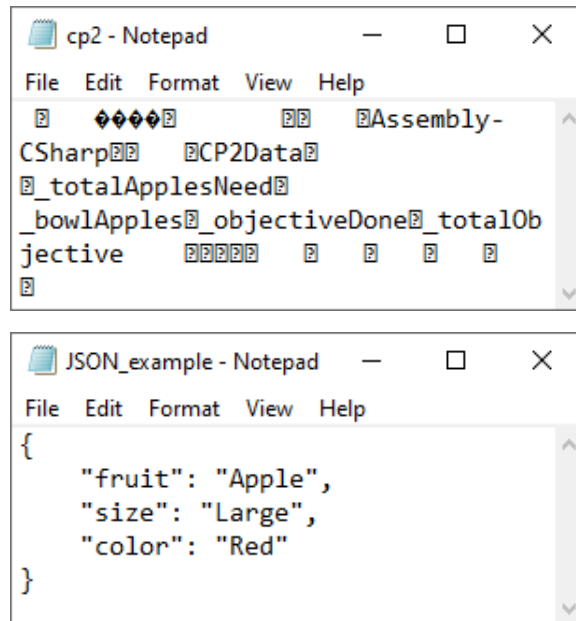 cp2 - Notepad
File Edit Format View Help
⍰ ����⍰ ⍰⍰ ⍰Assembly-
CSharp⍰⍰ ⍰CP2Data⍰
⍰_totalApplesNeed⍰
_bowlApples⍰_objectiveDone⍰_totalOb
jective ⍰⍰⍰⍰⍰ ⍰ ⍰ ⍰ ⍰
⍰
JSON_example - Notepad
File Edit Format View Help
{
"fruit": "Apple",
"size": "Large",
"color": "Red"
}